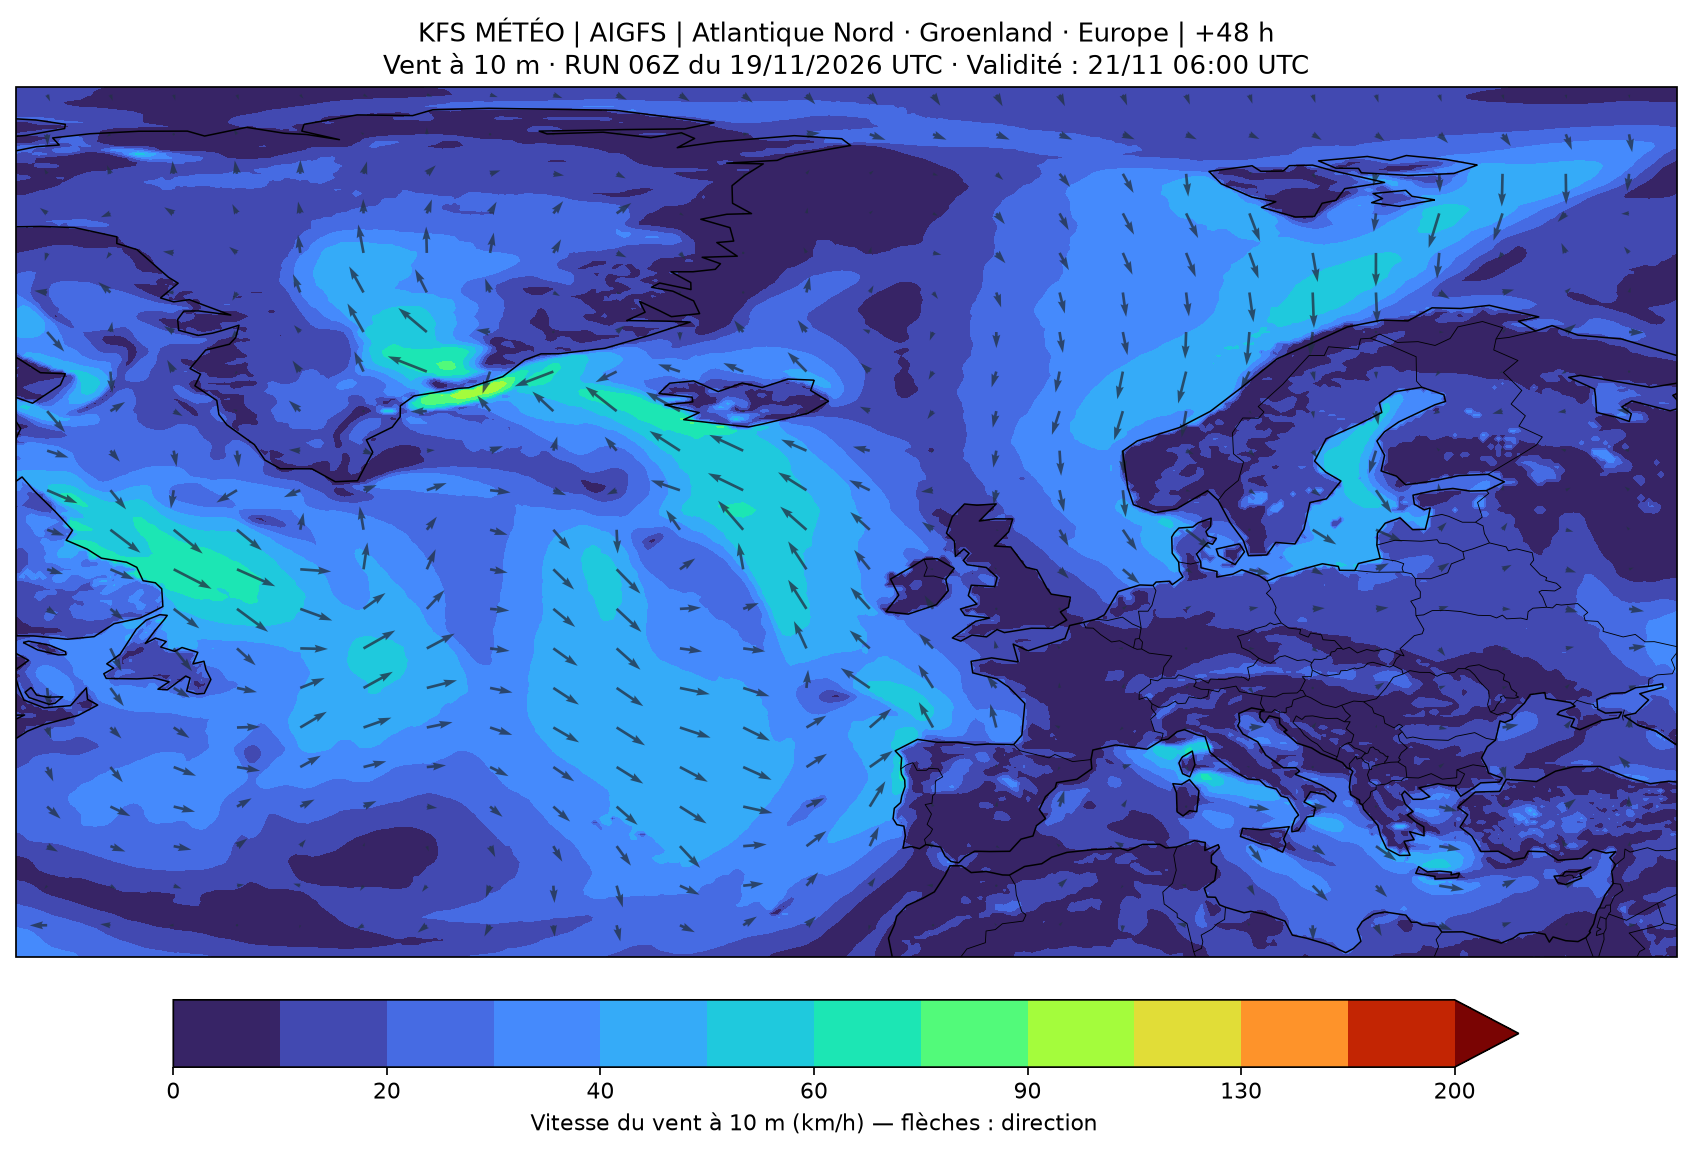 KFS MÉTÉO | AIGFS | Atlantique Nord · Groenland · Europe | +48 h
Vent à 10 m · RUN 06Z du 19/11/2026 UTC · Validité : 21/11 06:00 UTC
0 20 40 60 90 130 200
Vitesse du vent à 10 m (km/h) — flèches : direction